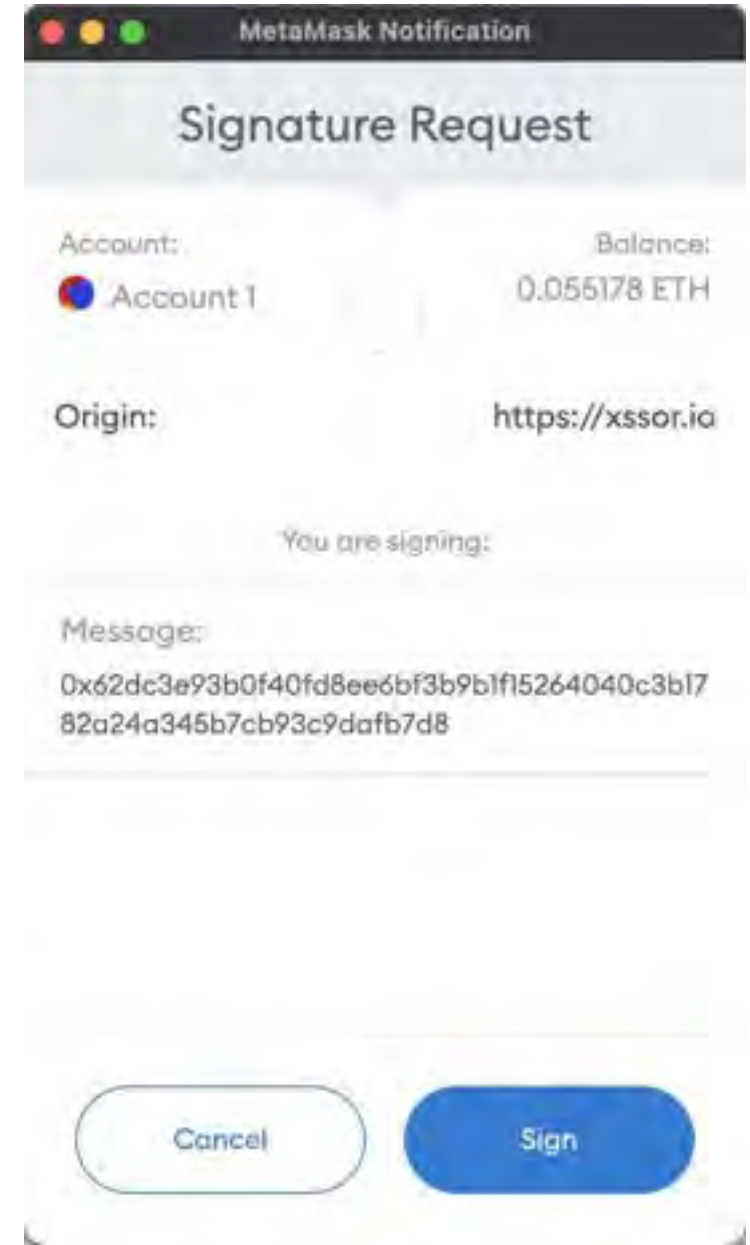 MetaMask Notification
Signature Request
Account:
Balance:
Account 1
0.055178 ETH
Origin:
https://xssor.io
You are signing:
Message:
0x62dc3e93b0f40fd8ee6bf3b9b1f15264040c3b17
82a24a345b7cb93c9dafb7d8
Cancel
Sign